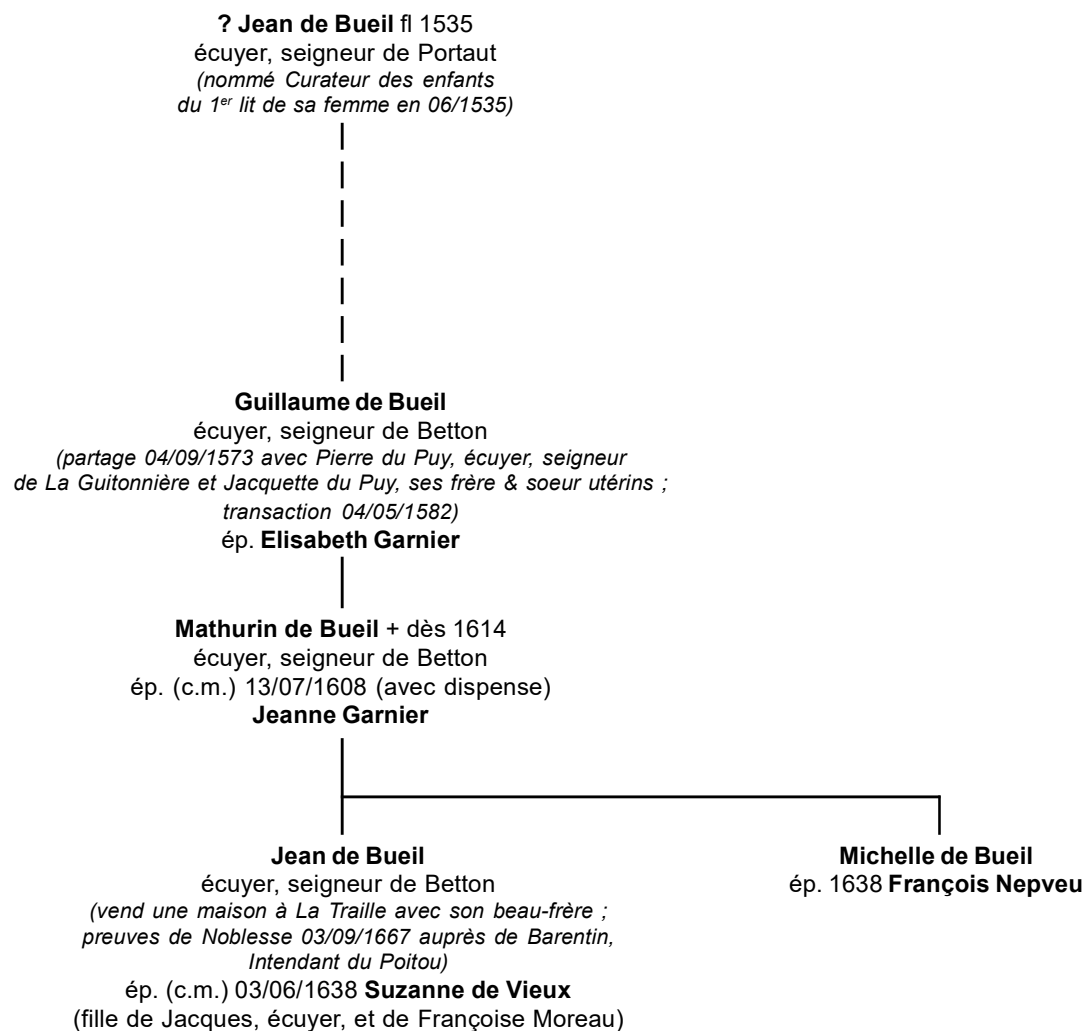 ? Jean de Bueil fl 1535
écuyer, seigneur de Portaut
(nommé Curateur des enfants
du 1er lit de sa femme en 06/1535)
Guillaume de Bueil
écuyer, seigneur de Betton
(partage 04/09/1573 avec Pierre du Puy, écuyer, seigneur
de La Guitonnière et Jacquette du Puy, ses frère & soeur utérins ;
transaction 04/05/1582)
ép. Elisabeth Garnier
Mathurin de Bueil + dès 1614
écuyer, seigneur de Betton
ép. (c.m.) 13/07/1608 (avec dispense)
Jeanne Garnier
Jean de Bueil
écuyer, seigneur de Betton
(vend une maison à La Traille avec son beau-frère ;
preuves de Noblesse 03/09/1667 auprès de Barentin,
Intendant du Poitou)
ép. (c.m.) 03/06/1638 Suzanne de Vieux
(fille de Jacques, écuyer, et de Françoise Moreau)
Michelle de Bueil
ép. 1638 François Nepveu